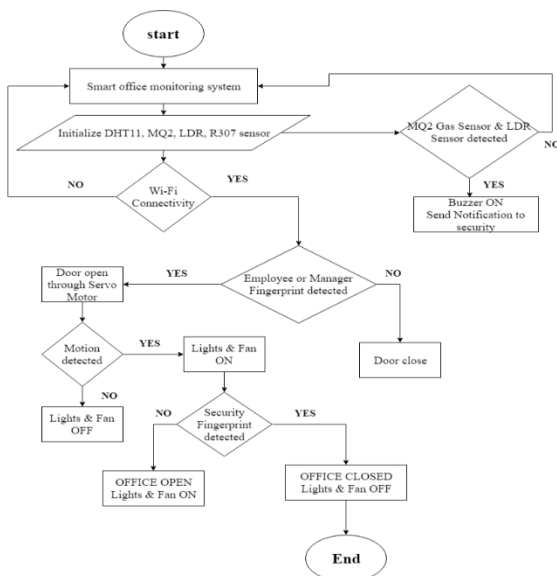 start
Smart office monitoring system
Initialize DHT11, MQ2, LDR, R307 sensor
MQ2 Gas Sensor & LDR
Sensor detected
NO
YES
Buzzer ON
Send Notification to
security
NO
Wi-Fi
Connectivity
YES
Employee or Manager
Fingerprint detected
YES
NO
Door open
through Servo
Motor
Door close
Motion
detected
YES
Lights & Fan
ON
NO
Lights & Fan
OFF
Security
Fingerprint
detected
NO
YES
OFFICE OPEN
Lights & Fan ON
OFFICE CLOSED
Lights & Fan OFF
End